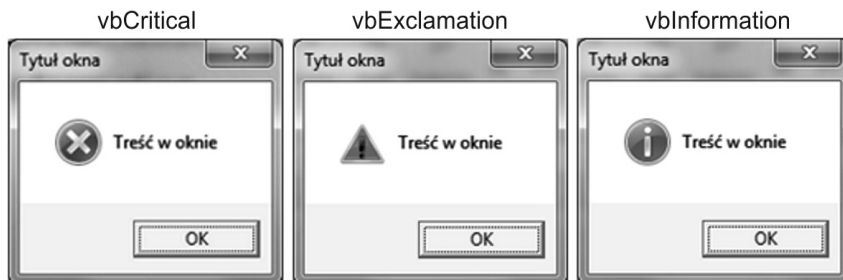 vbCritical vbExclamation vbInformation
Tytuł okna x Tytuł okna x Tytuł okna x
Treść w oknie Treść w oknie Treść w oknie
OK OK OK